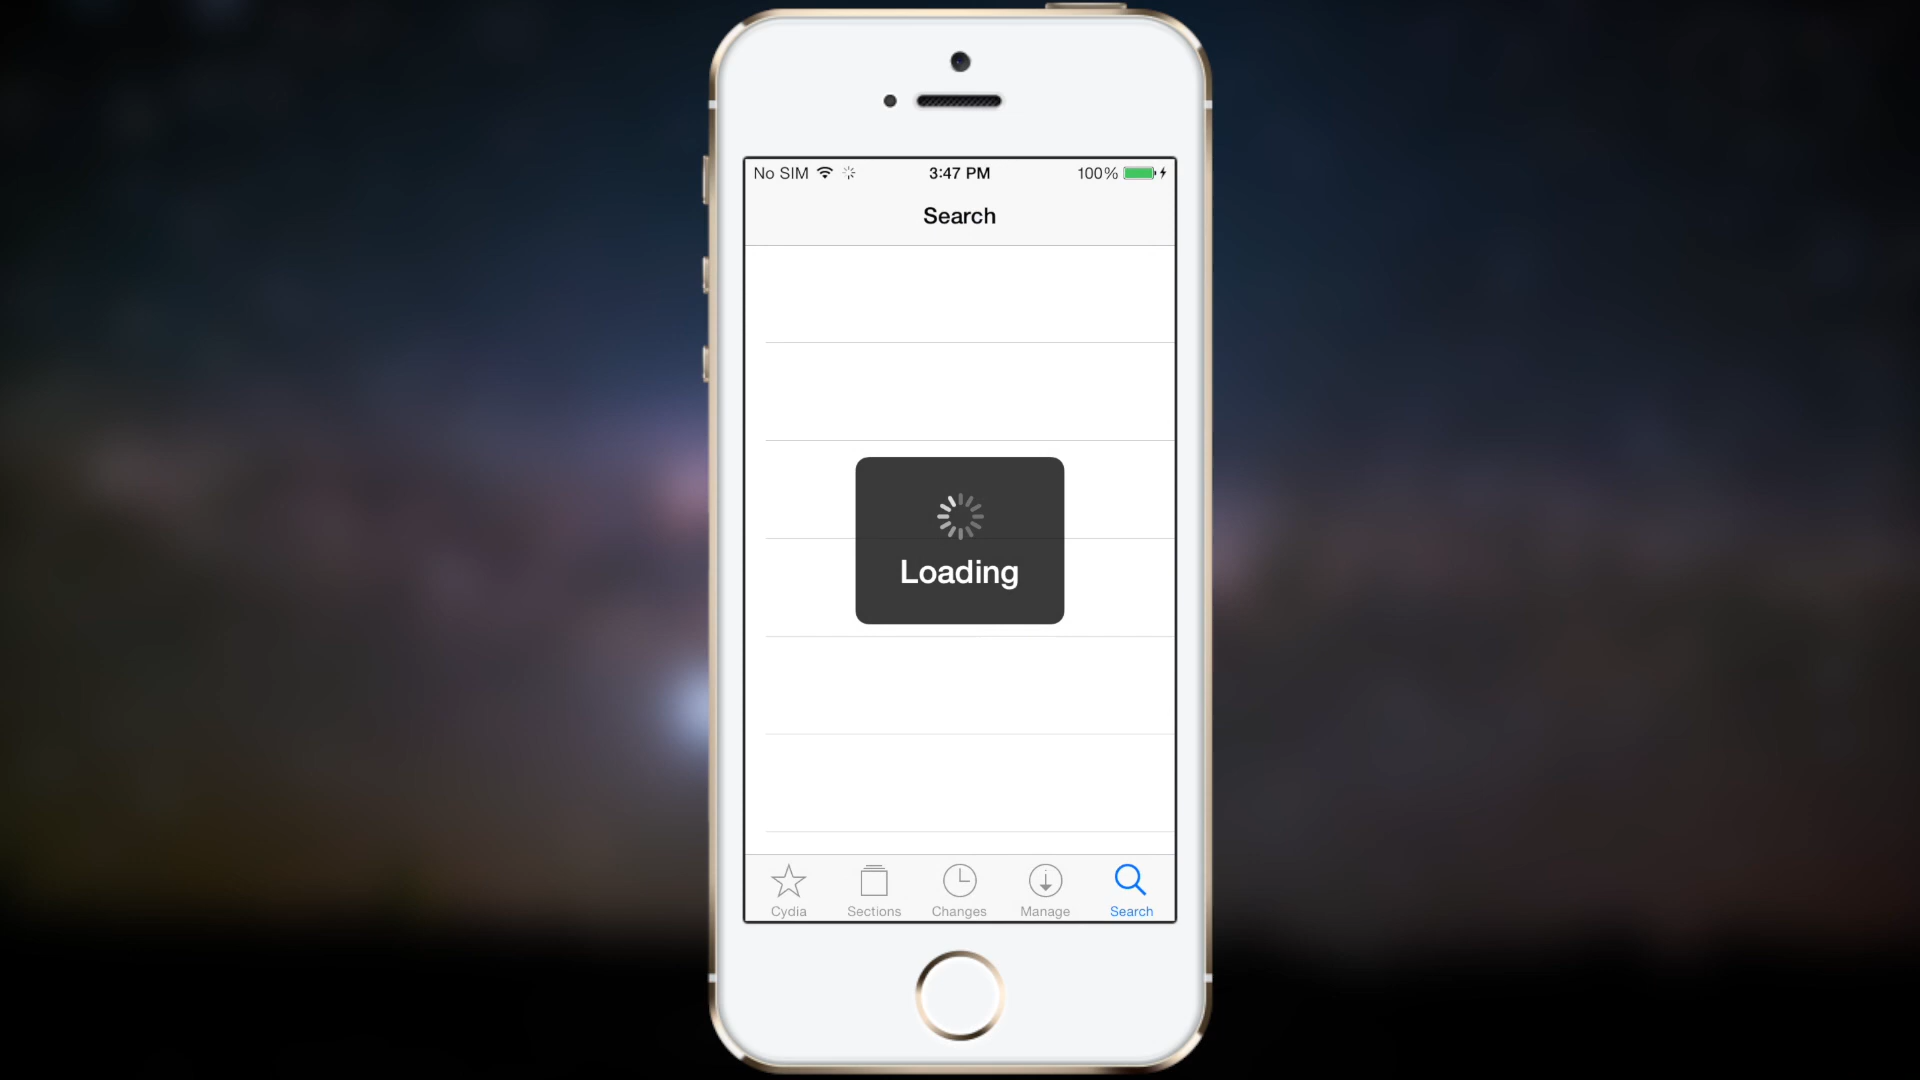 No SIM 3:47 PM 100%
Search
Loading
Cydia Sections Changes Manage Search